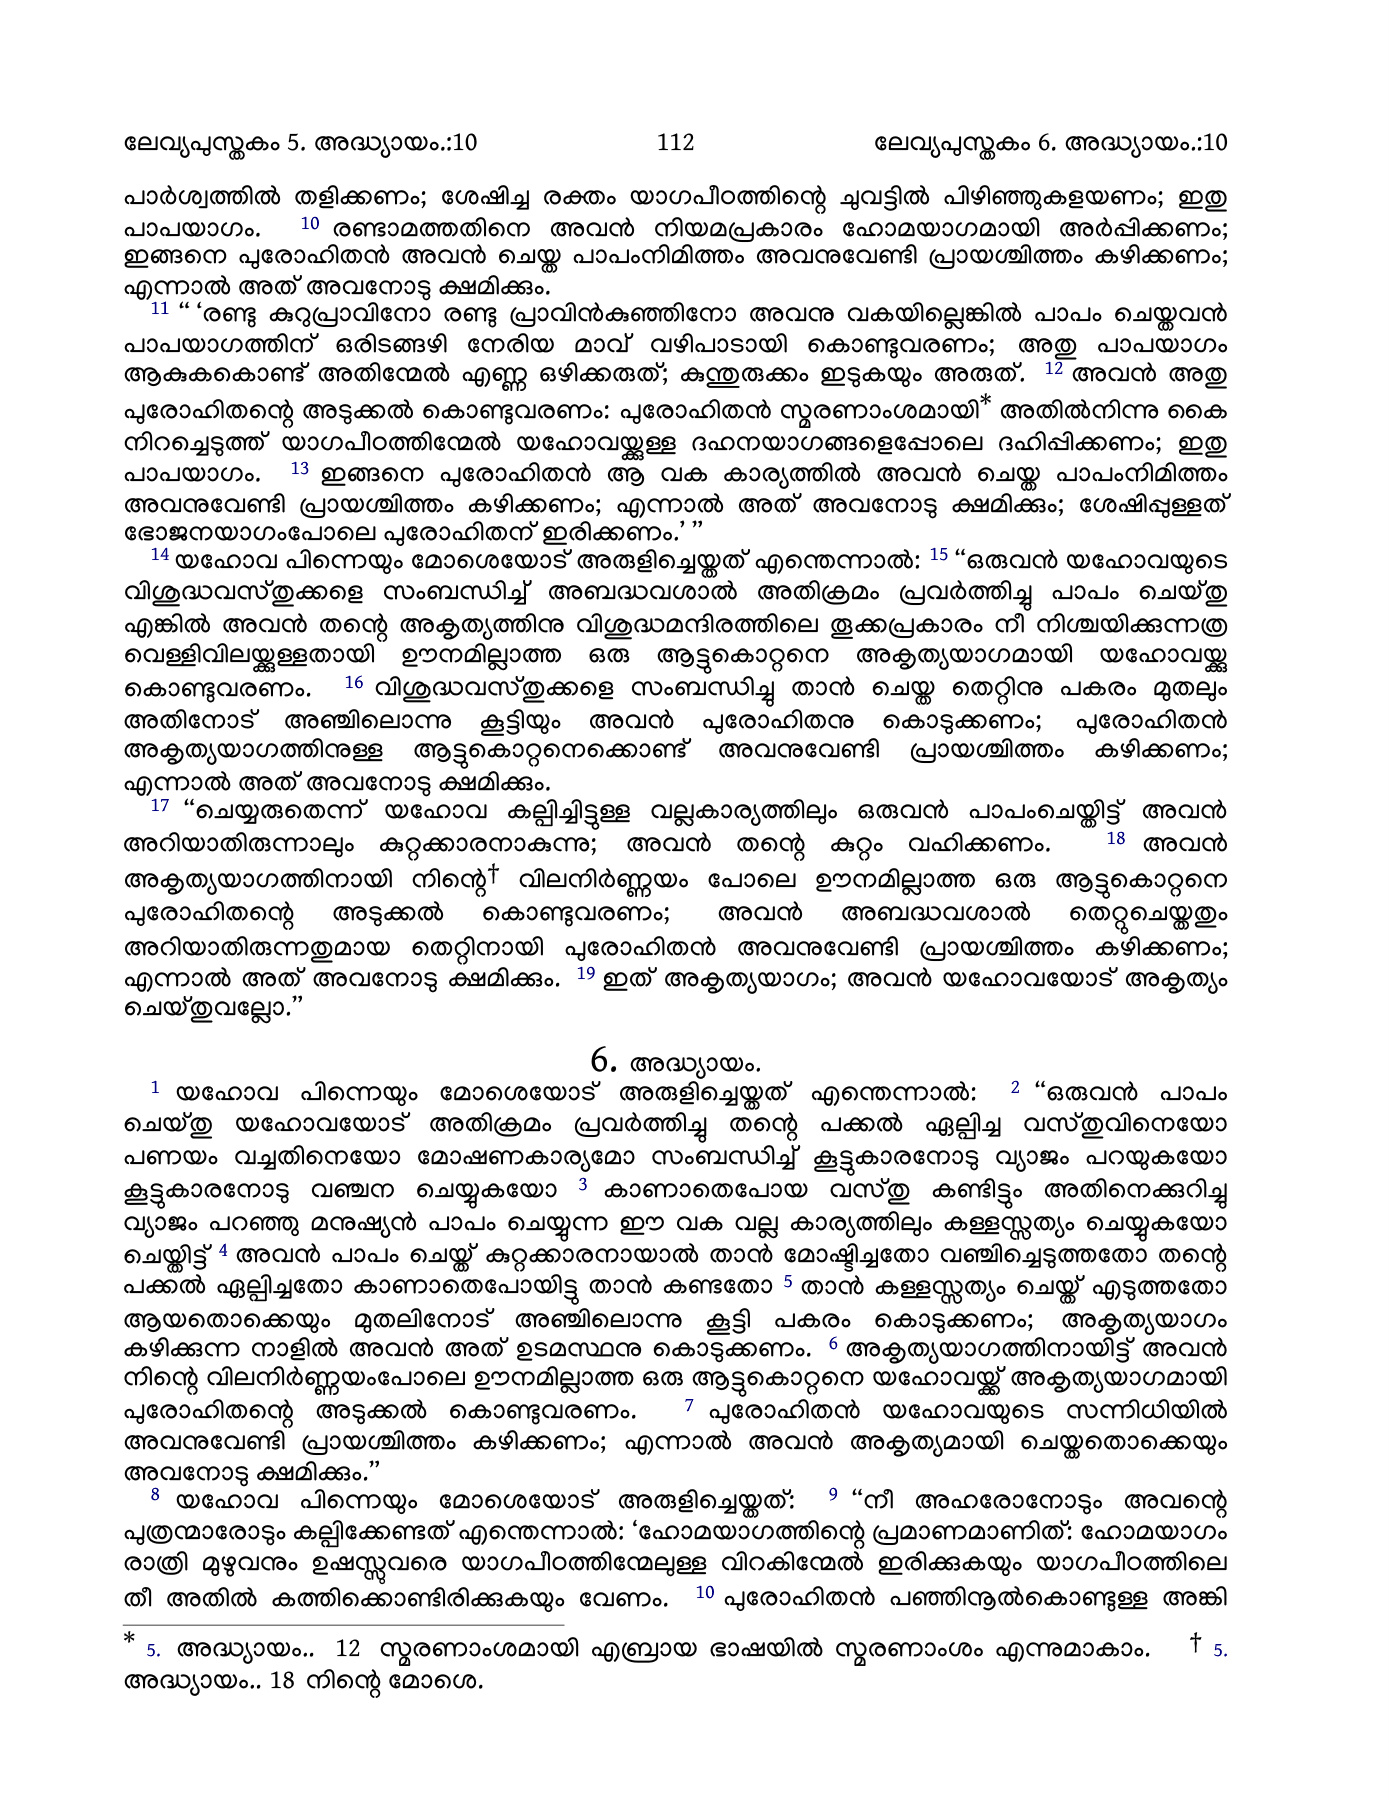 ലേവ്യപുസ്തകം 5. അദ്ധ്യായം.:10 112 ലേവ്യപുസ്തകം 6. അദ്ധ്യായം.:10
പാർശ്വത്തിൽ തളിക്കണം; ശേഷിച്ച രക്തം യാഗപീഠത്തിന്റെ ചുവട്ടിൽ പിഴിഞ്ഞുകളയണം; ഇതു
പാപയാഗം. 10 രണ്ടാമത്തതിനെ അവൻ നിയമപ്രകാരം ഹോമയാഗമായി അർപ്പിക്കണം;
ഇങ്ങനെ പുരോഹിതൻ അവൻ ചെയ്ത പാപംനിമിത്തം അവനുവേണ്ടി പ്രായശ്ചിത്തം കഴിക്കണം;
എന്നാൽ അത് അവനോടു ക്ഷമിക്കും.
11 “ ‘രണ്ടു കുറുപ്രാവിനോ രണ്ടു പ്രാവിൻകുഞ്ഞിനോ അവനു വകയില്ലെങ്കിൽ പാപം ചെയ്തവൻ
പാപയാഗത്തിന് ഒരിടങ്ങഴി നേരിയ മാവ് വഴിപാടായി കൊണ്ടുവരണം; അതു പാപയാഗം
ആകുകകൊണ്ട് അതിന്മേൽ എണ്ണ ഒഴിക്കരുത്; കുന്തുരുക്കം ഇടുകയും അരുത്. 12 അവൻ അതു
പുരോഹിതന്റെ അടുക്കൽ കൊണ്ടുവരണം: പുരോഹിതൻ സ്മരണാംശമായി* അതിൽനിന്നു കൈ
നിറച്ചെടുത്ത് യാഗപീഠത്തിന്മേൽ യഹോവയ്ക്കുള്ള ദഹനയാഗങ്ങളെപ്പോലെ ദഹിപ്പിക്കണം; ഇതു
പാപയാഗം. 13 ഇങ്ങനെ പുരോഹിതൻ ആ വക കാര്യത്തിൽ അവൻ ചെയ്ത പാപംനിമിത്തം
അവനുവേണ്ടി പ്രായശ്ചിത്തം കഴിക്കണം; എന്നാൽ അത് അവനോടു ക്ഷമിക്കും; ശേഷിപ്പുള്ളത്
ഭോജനയാഗംപോലെ പുരോഹിതന് ഇരിക്കണം.’ ”
14 യഹോവ പിന്നെയും മോശെയോട് അരുളിച്ചെയ്തത് എന്തെന്നാൽ: 15 “ഒരുവൻ യഹോവയുടെ
വിശുദ്ധവസ്തുക്കളെ സംബന്ധിച്ച് അബദ്ധവശാൽ അതിക്രമം പ്രവർത്തിച്ചു പാപം ചെയ്തു
എങ്കിൽ അവൻ തന്റെ അകൃത്യത്തിനു വിശുദ്ധമന്ദിരത്തിലെ തൂക്കപ്രകാരം നീ നിശ്ചയിക്കുന്നത്ര
വെള്ളിവിലയ്ക്കുള്ളതായി ഊനമില്ലാത്ത ഒരു ആട്ടുകൊറ്റനെ അകൃത്യയാഗമായി യഹോവയ്ക്കു
കൊണ്ടുവരണം. 16 വിശുദ്ധവസ്തുക്കളെ സംബന്ധിച്ചു താൻ ചെയ്ത തെറ്റിനു പകരം മുതലും
അതിനോട് അഞ്ചിലൊന്നു കൂട്ടിയും അവൻ പുരോഹിതനു കൊടുക്കണം; പുരോഹിതൻ
അകൃത്യയാഗത്തിനുള്ള ആട്ടുകൊറ്റനെക്കൊണ്ട് അവനുവേണ്ടി പ്രായശ്ചിത്തം കഴിക്കണം;
എന്നാൽ അത് അവനോടു ക്ഷമിക്കും.
17 “ചെയ്യരുതെന്ന് യഹോവ കല്പിച്ചിട്ടുള്ള വല്ലകാര്യത്തിലും ഒരുവൻ പാപംചെയ്തിട്ട് അവൻ
അറിയാതിരുന്നാലും കുറ്റക്കാരനാകുന്നു; അവൻ തന്റെ കുറ്റം വഹിക്കണം. 18 അവൻ
അകൃത്യയാഗത്തിനായി നിന്റെ† വിലനിർണ്ണയം പോലെ ഊനമില്ലാത്ത ഒരു ആട്ടുകൊറ്റനെ
പുരോഹിതന്റെ അടുക്കൽ കൊണ്ടുവരണം; അവൻ അബദ്ധവശാൽ തെറ്റുചെയ്തതും
അറിയാതിരുന്നതുമായ തെറ്റിനായി പുരോഹിതൻ അവനുവേണ്ടി പ്രായശ്ചിത്തം കഴിക്കണം;
എന്നാൽ അത് അവനോടു ക്ഷമിക്കും. 19 ഇത് അകൃത്യയാഗം; അവൻ യഹോവയോട് അകൃത്യം
ചെയ്തുവല്ലോ.”
6. അദ്ധ്യായം.
1 യഹോവ പിന്നെയും മോശെയോട് അരുളിച്ചെയ്തത് എന്തെന്നാൽ: 2 “ഒരുവൻ പാപം
ചെയ്തു യഹോവയോട് അതിക്രമം പ്രവർത്തിച്ചു തന്റെ പക്കൽ ഏല്പിച്ച വസ്തുവിനെയോ
പണയം വച്ചതിനെയോ മോഷണകാര്യമോ സംബന്ധിച്ച് കൂട്ടുകാരനോടു വ്യാജം പറയുകയോ
കൂട്ടുകാരനോടു വഞ്ചന ചെയ്യുകയോ 3 കാണാതെപോയ വസ്തു കണ്ടിട്ടും അതിനെക്കുറിച്ചു
വ്യാജം പറഞ്ഞു മനുഷ്യൻ പാപം ചെയ്യുന്ന ഈ വക വല്ല കാര്യത്തിലും കള്ളസ്സത്യം ചെയ്യുകയോ
ചെയ്തിട്ട് 4 അവൻ പാപം ചെയ്ത് കുറ്റക്കാരനായാൽ താൻ മോഷ്ടിച്ചതോ വഞ്ചിച്ചെടുത്തതോ തന്റെ
പക്കൽ ഏല്പിച്ചതോ കാണാതെപോയിട്ടു താൻ കണ്ടതോ 5 താൻ കള്ളസ്സത്യം ചെയ്ത് എടുത്തതോ
ആയതൊക്കെയും മുതലിനോട് അഞ്ചിലൊന്നു കൂട്ടി പകരം കൊടുക്കണം; അകൃത്യയാഗം
കഴിക്കുന്ന നാളിൽ അവൻ അത് ഉടമസ്ഥനു കൊടുക്കണം. 6 അകൃത്യയാഗത്തിനായിട്ട് അവൻ
നിന്റെ വിലനിർണ്ണയംപോലെ ഊനമില്ലാത്ത ഒരു ആട്ടുകൊറ്റനെ യഹോവയ്ക്ക് അകൃത്യയാഗമായി
പുരോഹിതന്റെ അടുക്കൽ കൊണ്ടുവരണം. 7 പുരോഹിതൻ യഹോവയുടെ സന്നിധിയിൽ
അവനുവേണ്ടി പ്രായശ്ചിത്തം കഴിക്കണം; എന്നാൽ അവൻ അകൃത്യമായി ചെയ്തതൊക്കെയും
അവനോടു ക്ഷമിക്കും.”
8 യഹോവ പിന്നെയും മോശെയോട് അരുളിച്ചെയ്തത്: 9 “നീ അഹരോനോടും അവന്റെ
പുത്രന്മാരോടും കല്പിക്കേണ്ടത് എന്തെന്നാൽ: ‘ഹോമയാഗത്തിന്റെ പ്രമാണമാണിത്: ഹോമയാഗം
രാത്രി മുഴുവനും ഉഷസ്സുവരെ യാഗപീഠത്തിന്മേലുള്ള വിറകിന്മേൽ ഇരിക്കുകയും യാഗപീഠത്തിലെ
തീ അതിൽ കത്തിക്കൊണ്ടിരിക്കുകയും വേണം. 10 പുരോഹിതൻ പഞ്ഞിനൂൽകൊണ്ടുള്ള അങ്കി
* 5. അദ്ധ്യായം.. 12 സ്മരണാംശമായി എബ്രായ ഭാഷയിൽ സ്മരണാംശം എന്നുമാകാം. † 5.
അദ്ധ്യായം.. 18 നിന്റെ മോശെ.